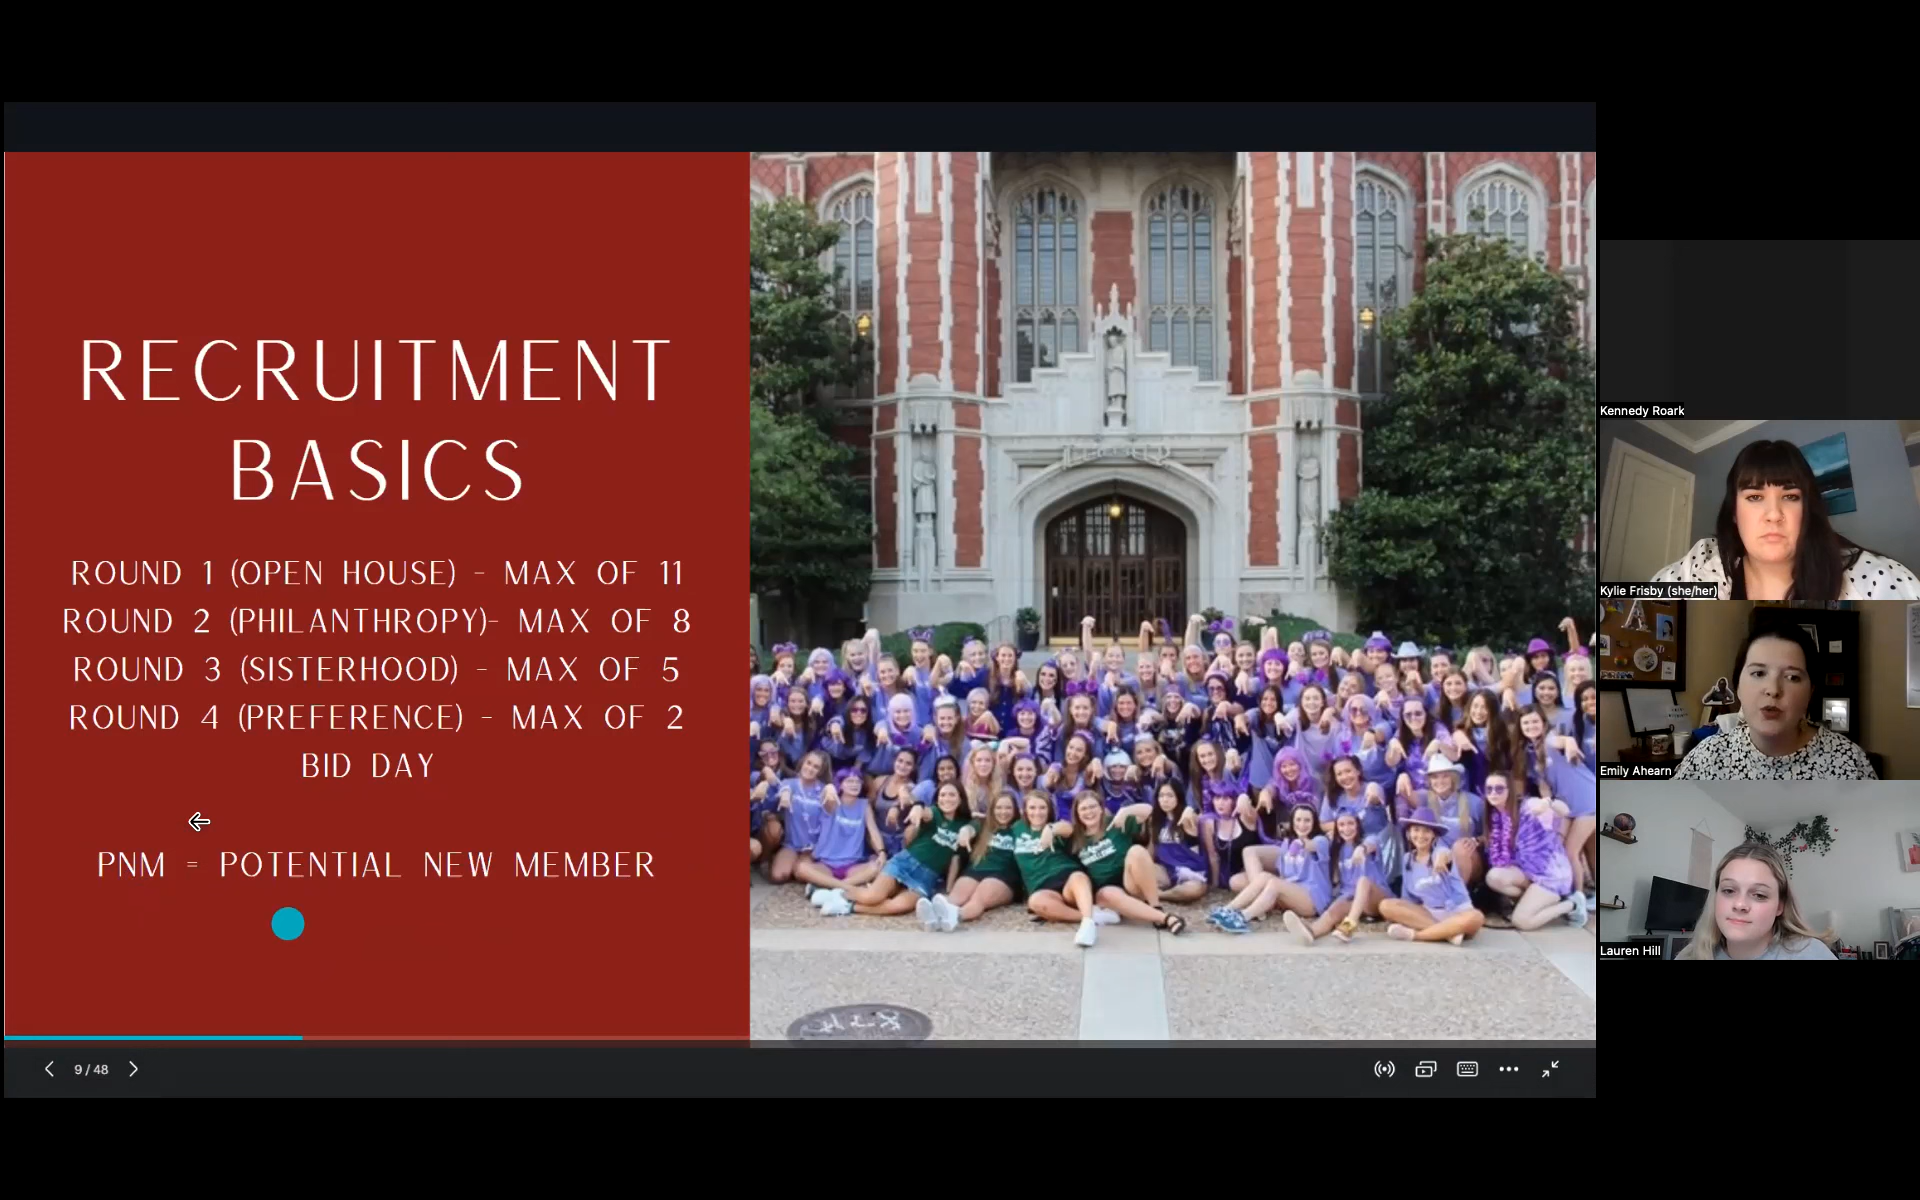 RECRUITMENT
BASICS
ROUND 1 (OPEN HOUSE) - MAX OF 11
ROUND 2 (PHILANTHROPY)- MAX OF 8
ROUND 3 (SISTERHOOD) - MAX OF 5
ROUND 4 (PREFERENCE) - MAX OF 2
BID DAY
PNM = POTENTIAL NEW MEMBER
9 / 48
Kennedy Roark
Kylie Frisby (she/her)
Emily Ahearn
Lauren Hill